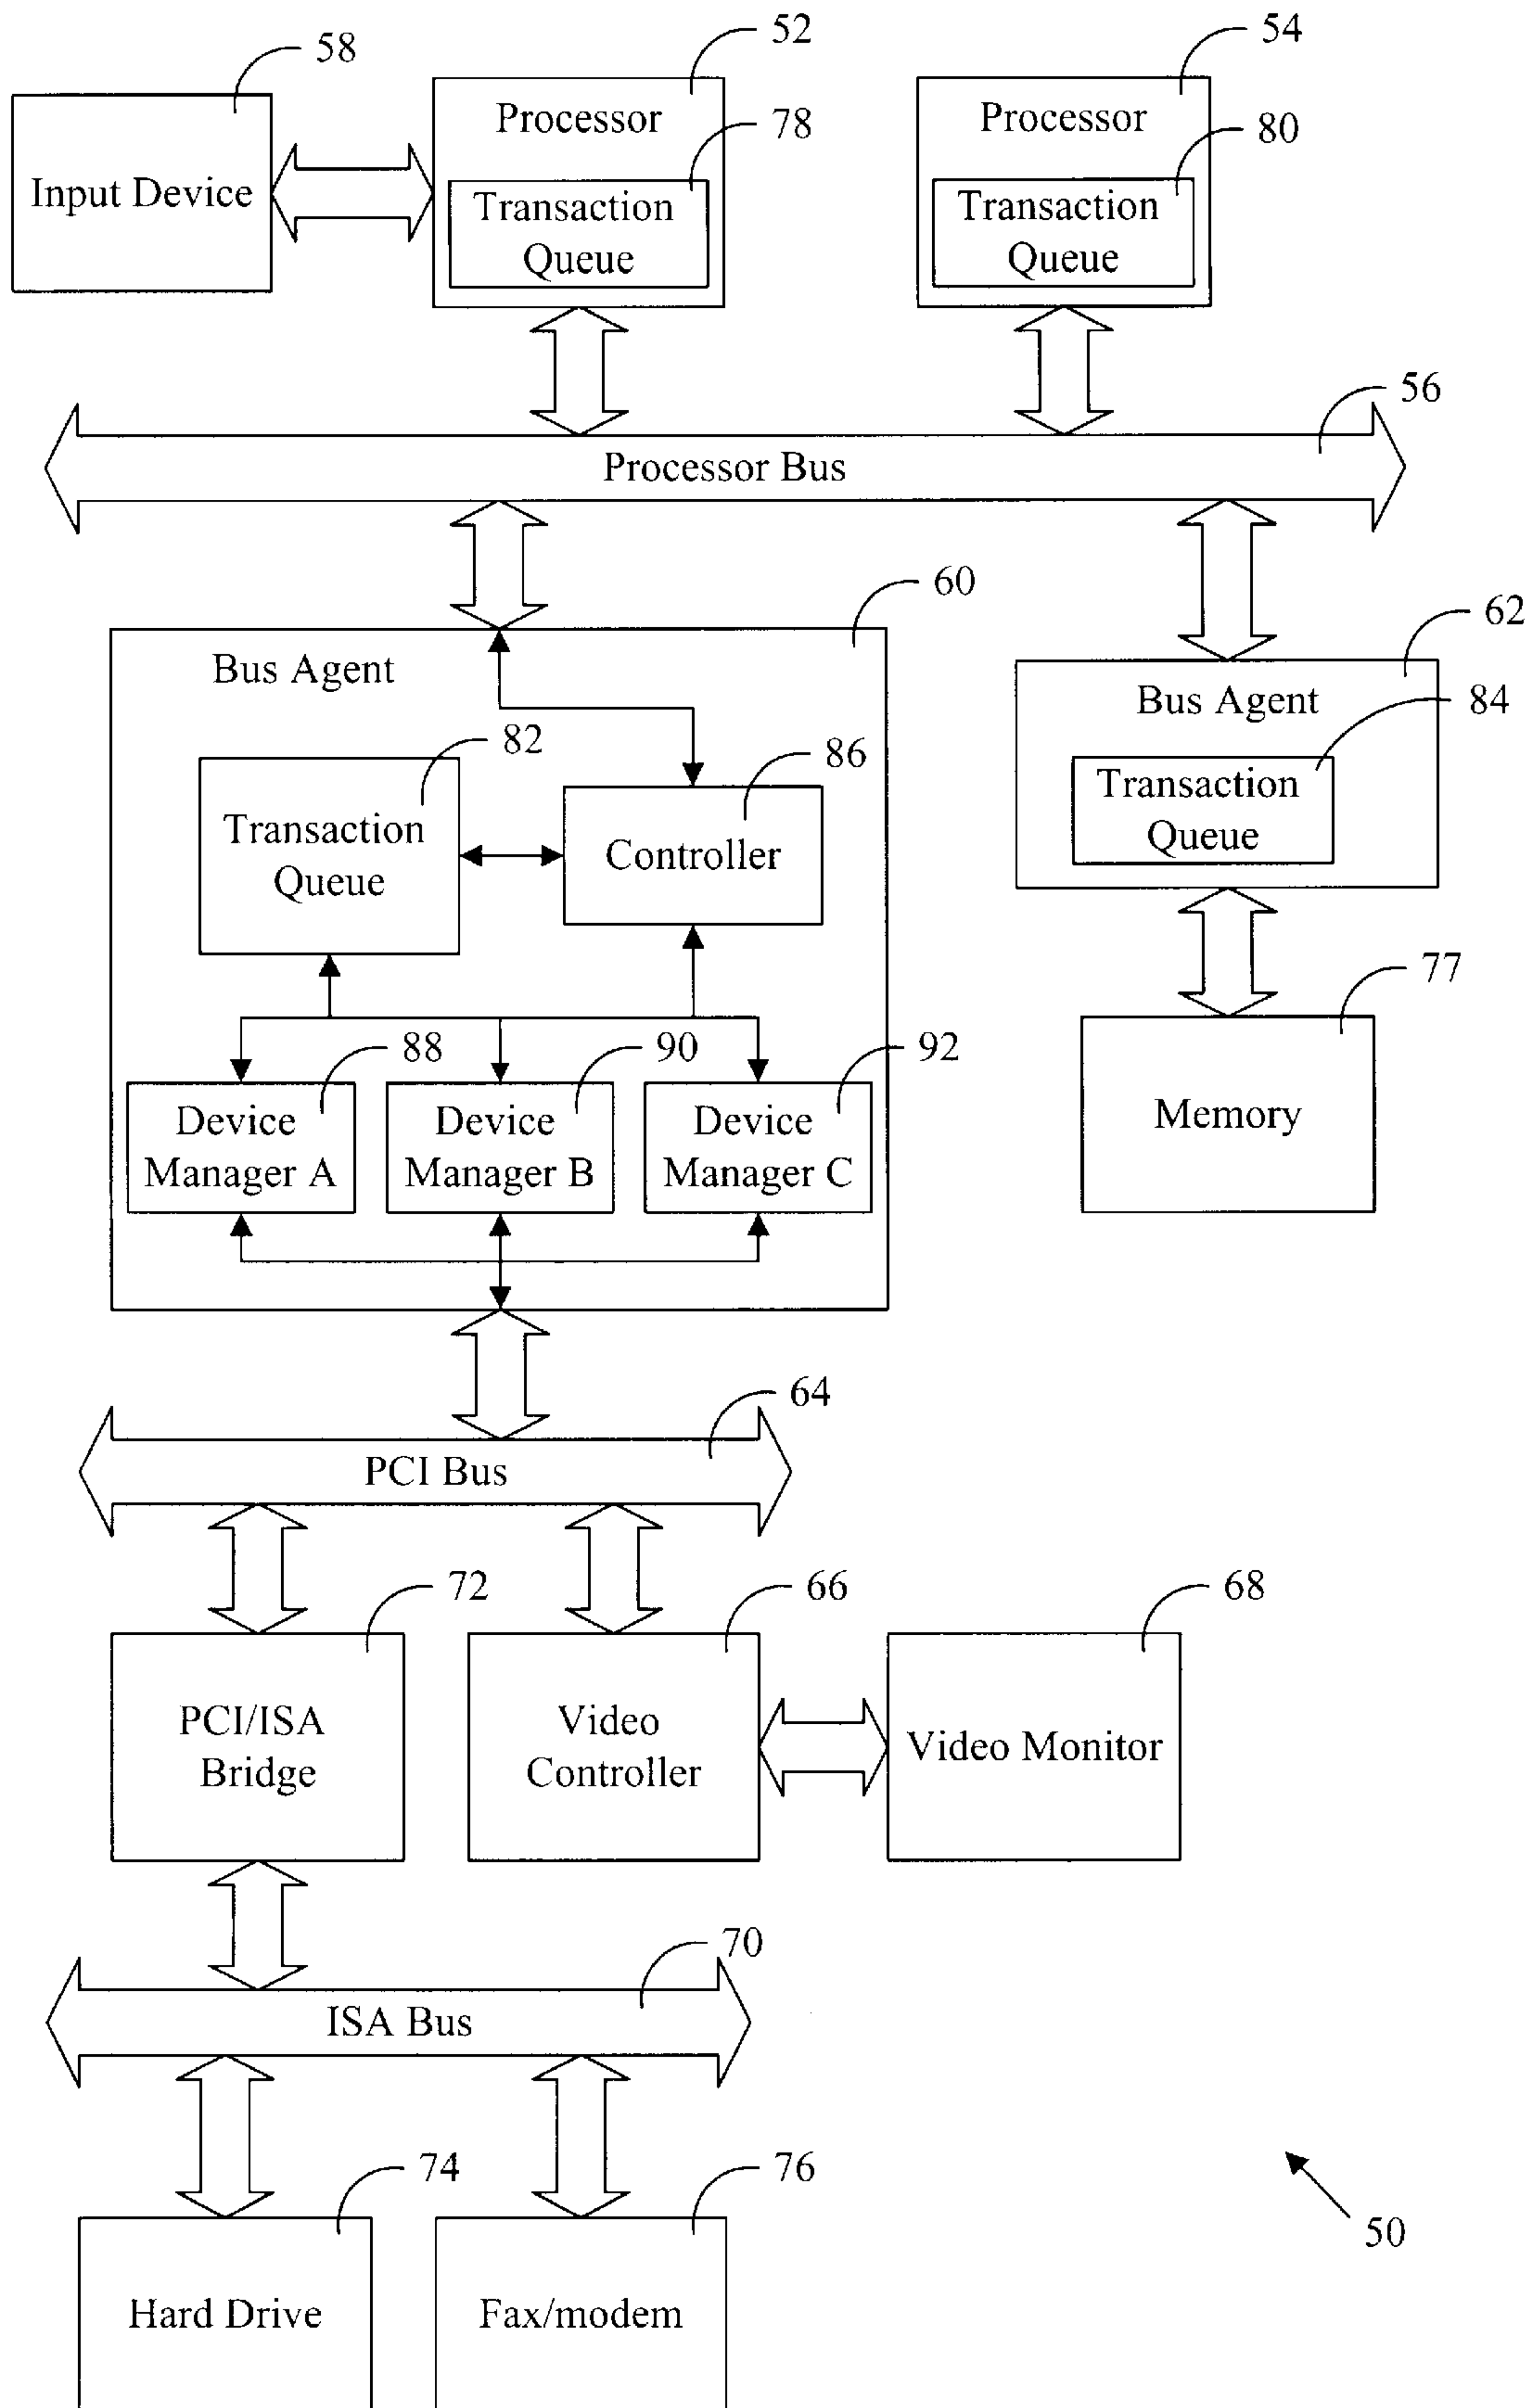 58
52
54
Processor
78
Processor
80
Input Device
Transaction
Queue
Transaction
Queue
56
Processor Bus
60
62
Bus Agent
82
86
Bus Agent
84
Transaction
Queue
Controller
Transaction
Queue
77
88
90
92
Device
Manager A
Device
Manager B
Device
Manager C
Memory
64
PCI Bus
72
66
68
PCI/ISA
Bridge
Video
Controller
Video Monitor
70
ISA Bus
74
76
50
Hard Drive
Fax/modem